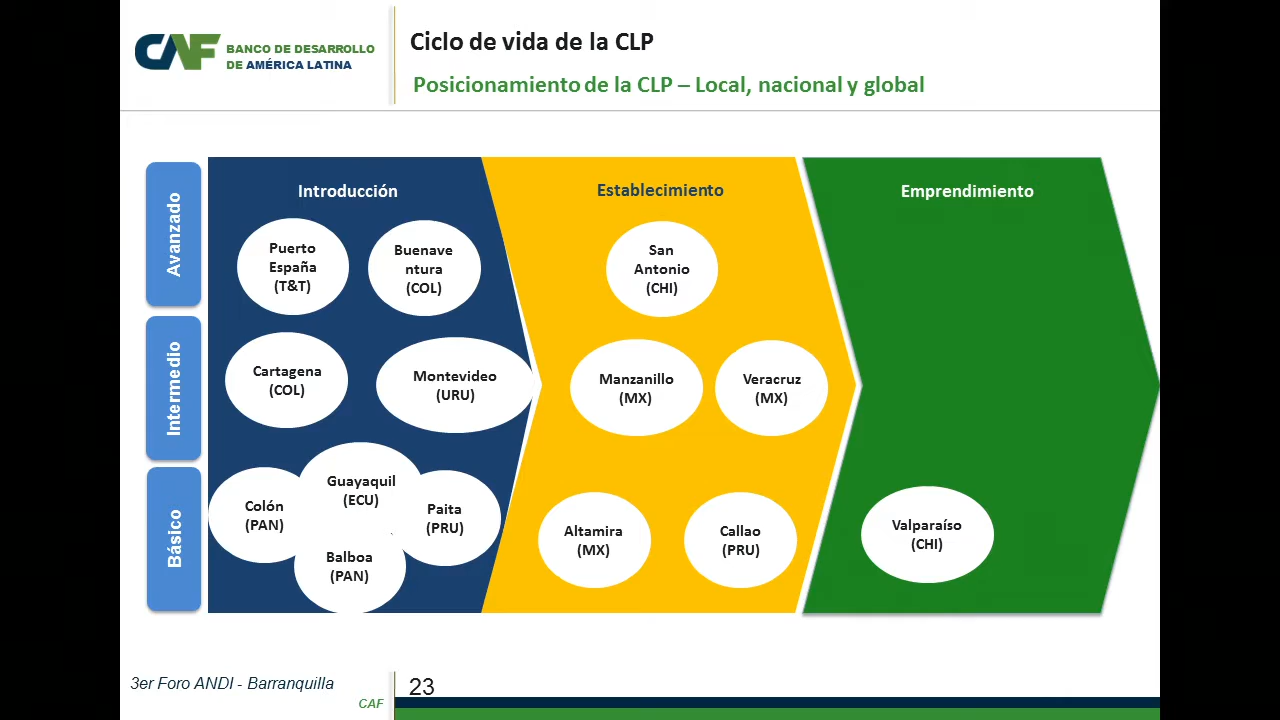 CAF
BANCO DE DESARROLLO
DE AMÉRICA LATINA
Ciclo de vida de la CLP
Posicionamiento de la CLP – Local, nacional y global
Introducción
Establecimiento
Emprendimiento
Avanzado
Puerto
España
(T&T)
Buenave
ntura
(COL)
San
Antonio
(CHI)
Intermedio
Cartagena
(COL)
Montevideo
(URU)
Manzanillo
(MX)
Veracruz
(MX)
Básico
Colón
(PAN)
Guayaquil
(ECU)
Paita
(PRU)
Balboa
(PAN)
Altamira
(MX)
Callao
(PRU)
Valparaíso
(CHI)
3er Foro ANDI - Barranquilla
CAF
23